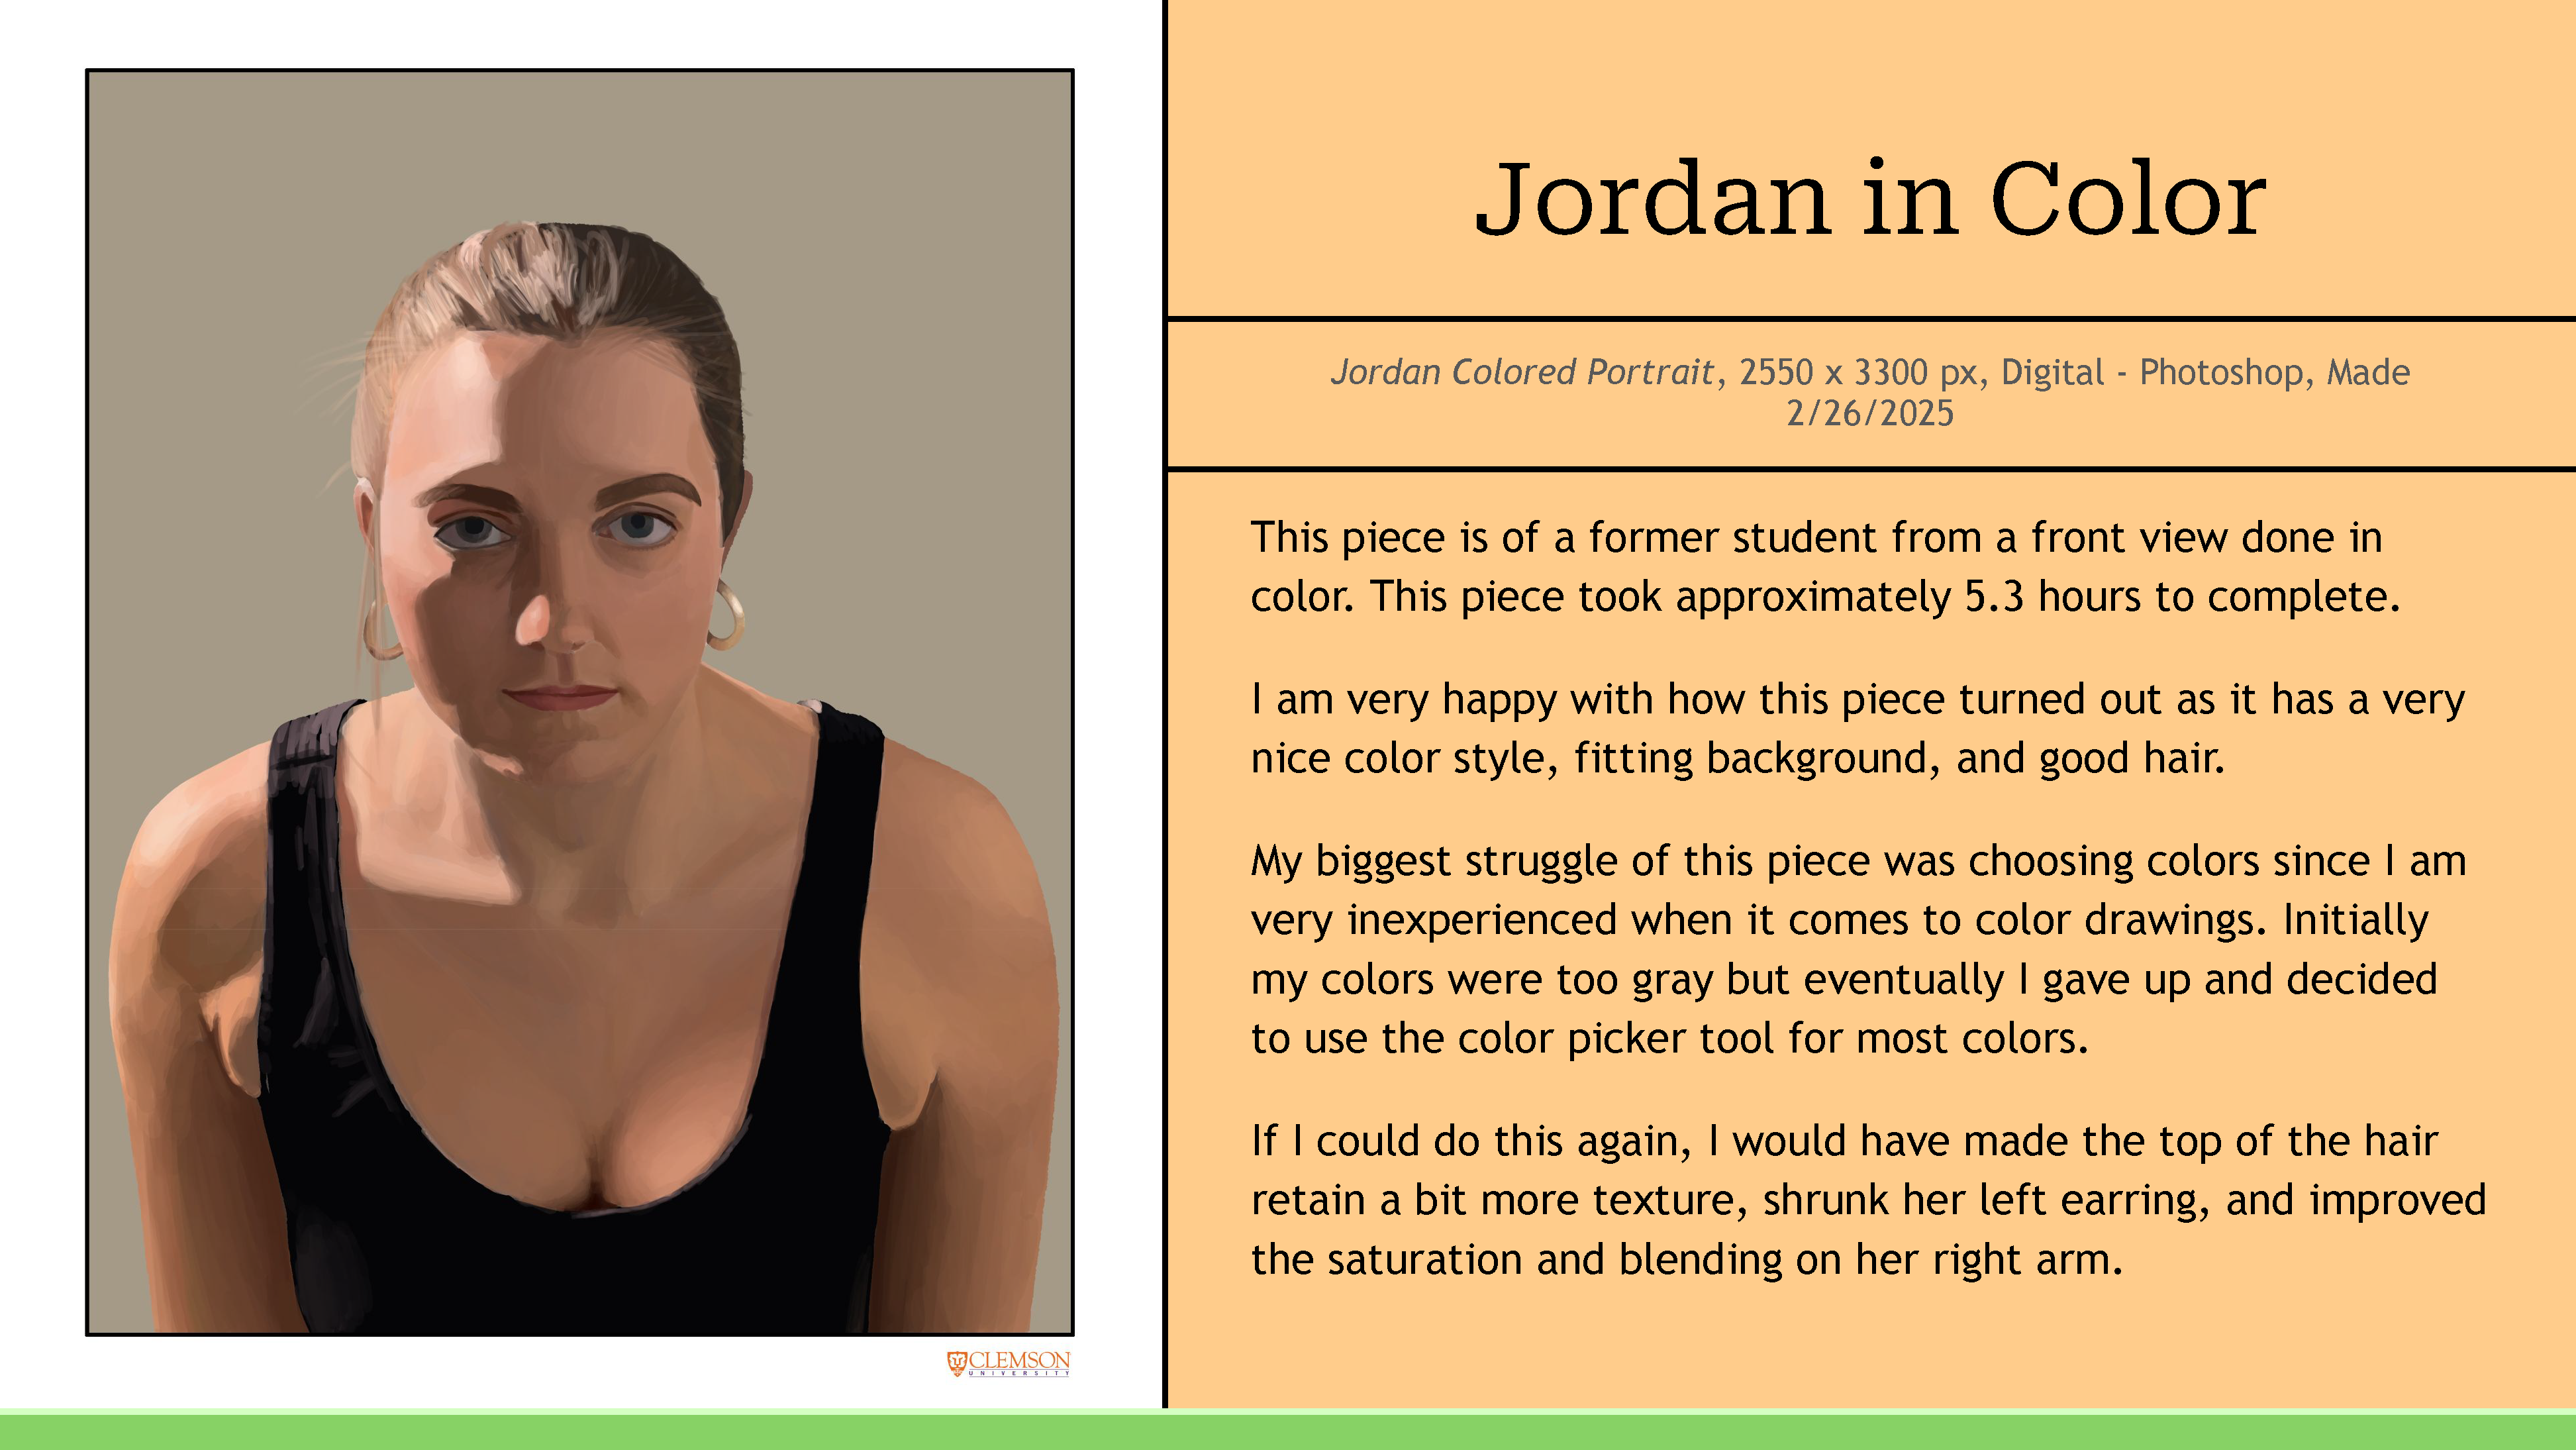 Jordan in Color
Jordan Colored Portrait, 2550 x 3300 px, Digital - Photoshop, Made
2/26/2025
This piece is of a former student from a front view done in
color. This piece took approximately 5.3 hours to complete.
I am very happy with how this piece turned out as it has a very
nice color style, fitting background, and good hair.
My biggest struggle of this piece was choosing colors since I am
very inexperienced when it comes to color drawings. Initially
my colors were too gray but eventually I gave up and decided
to use the color picker tool for most colors.
If I could do this again, I would have made the top of the hair
retain a bit more texture, shrunk her left earring, and improved
the saturation and blending on her right arm.
CLEMSON
UNIVERSITY